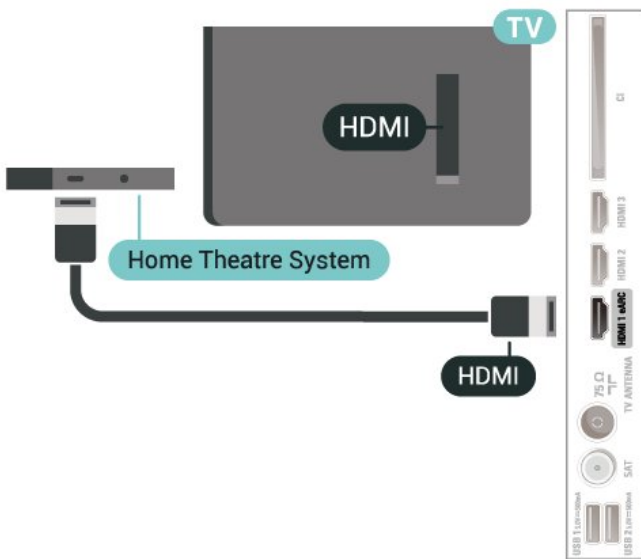 TV
HDMI
Home Theatre System
HDMI
CI
HDMI 3
HDMI 2
HDMI 1 eARC
75 Ω
TV ANTENNA
SAT
USB 1
USB 2